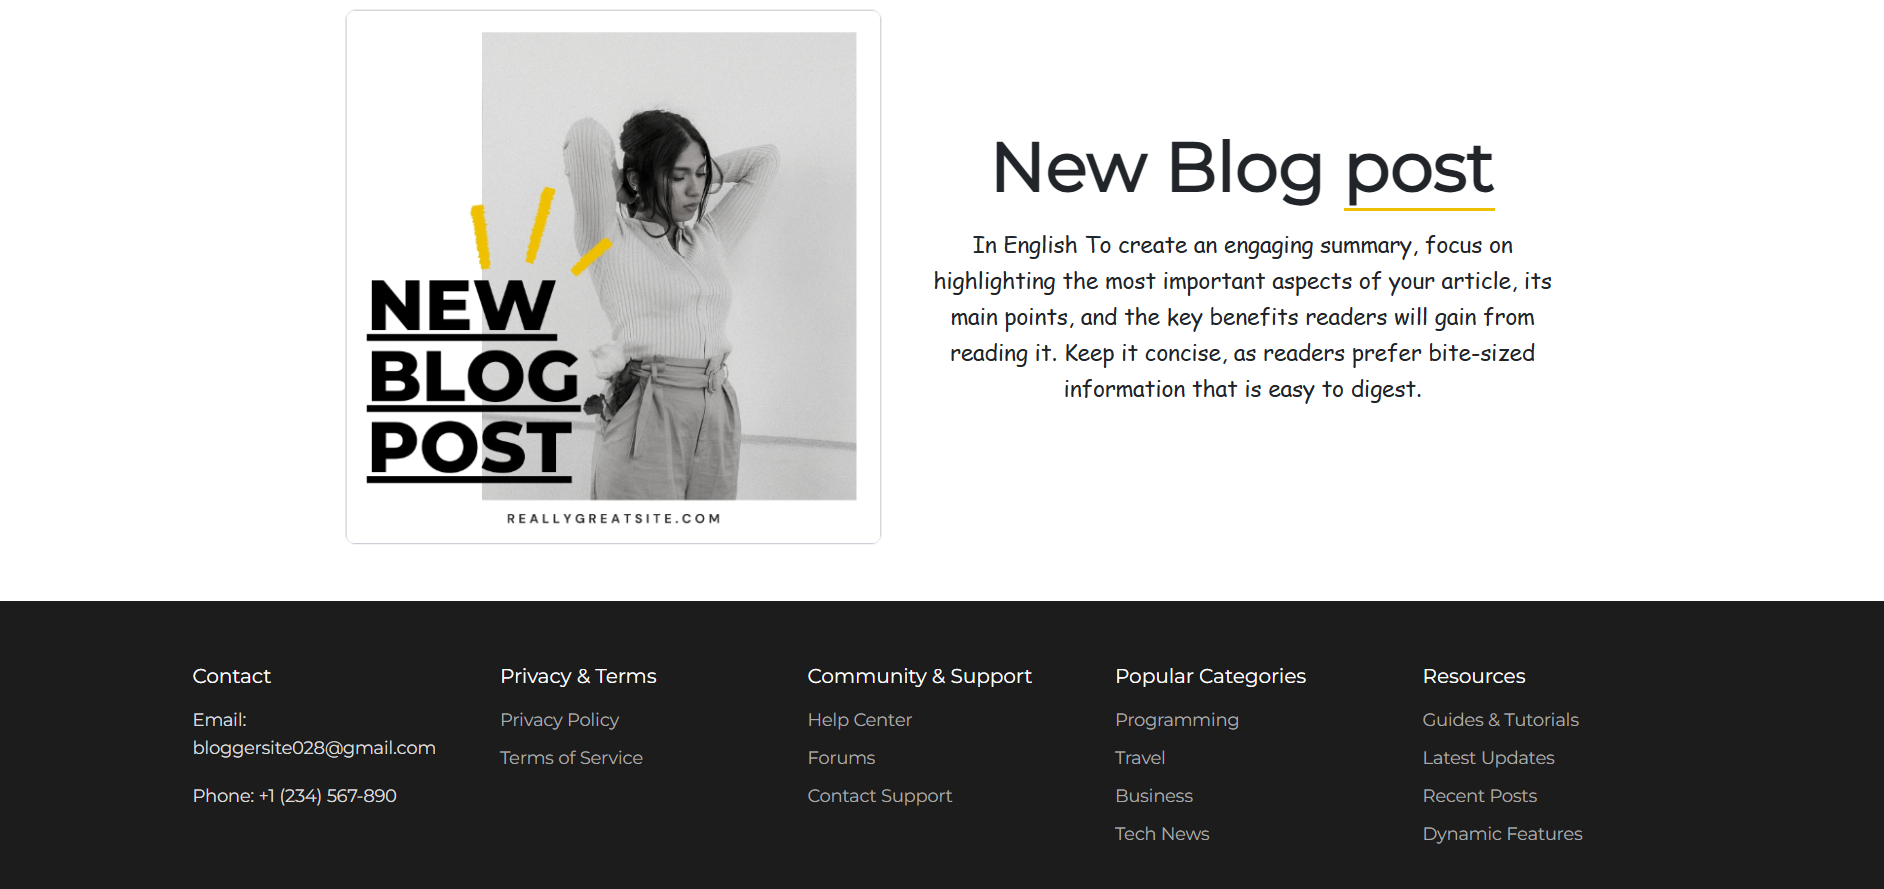 NEW
BLOG
POST
REALLYGREATSITE.COM
New Blog post
In English To create an engaging summary, focus on
highlighting the most important aspects of your article, its
main points, and the key benefits readers will gain from
reading it. Keep it concise, as readers prefer bite-sized
information that is easy to digest.
Contact
Email:
bloggersite028@gmail.com
Phone: +1 (234) 567-890
Privacy & Terms
Privacy Policy
Terms of Service
Community & Support
Help Center
Forums
Contact Support
Popular Categories
Programming
Travel
Business
Tech News
Resources
Guides & Tutorials
Latest Updates
Recent Posts
Dynamic Features